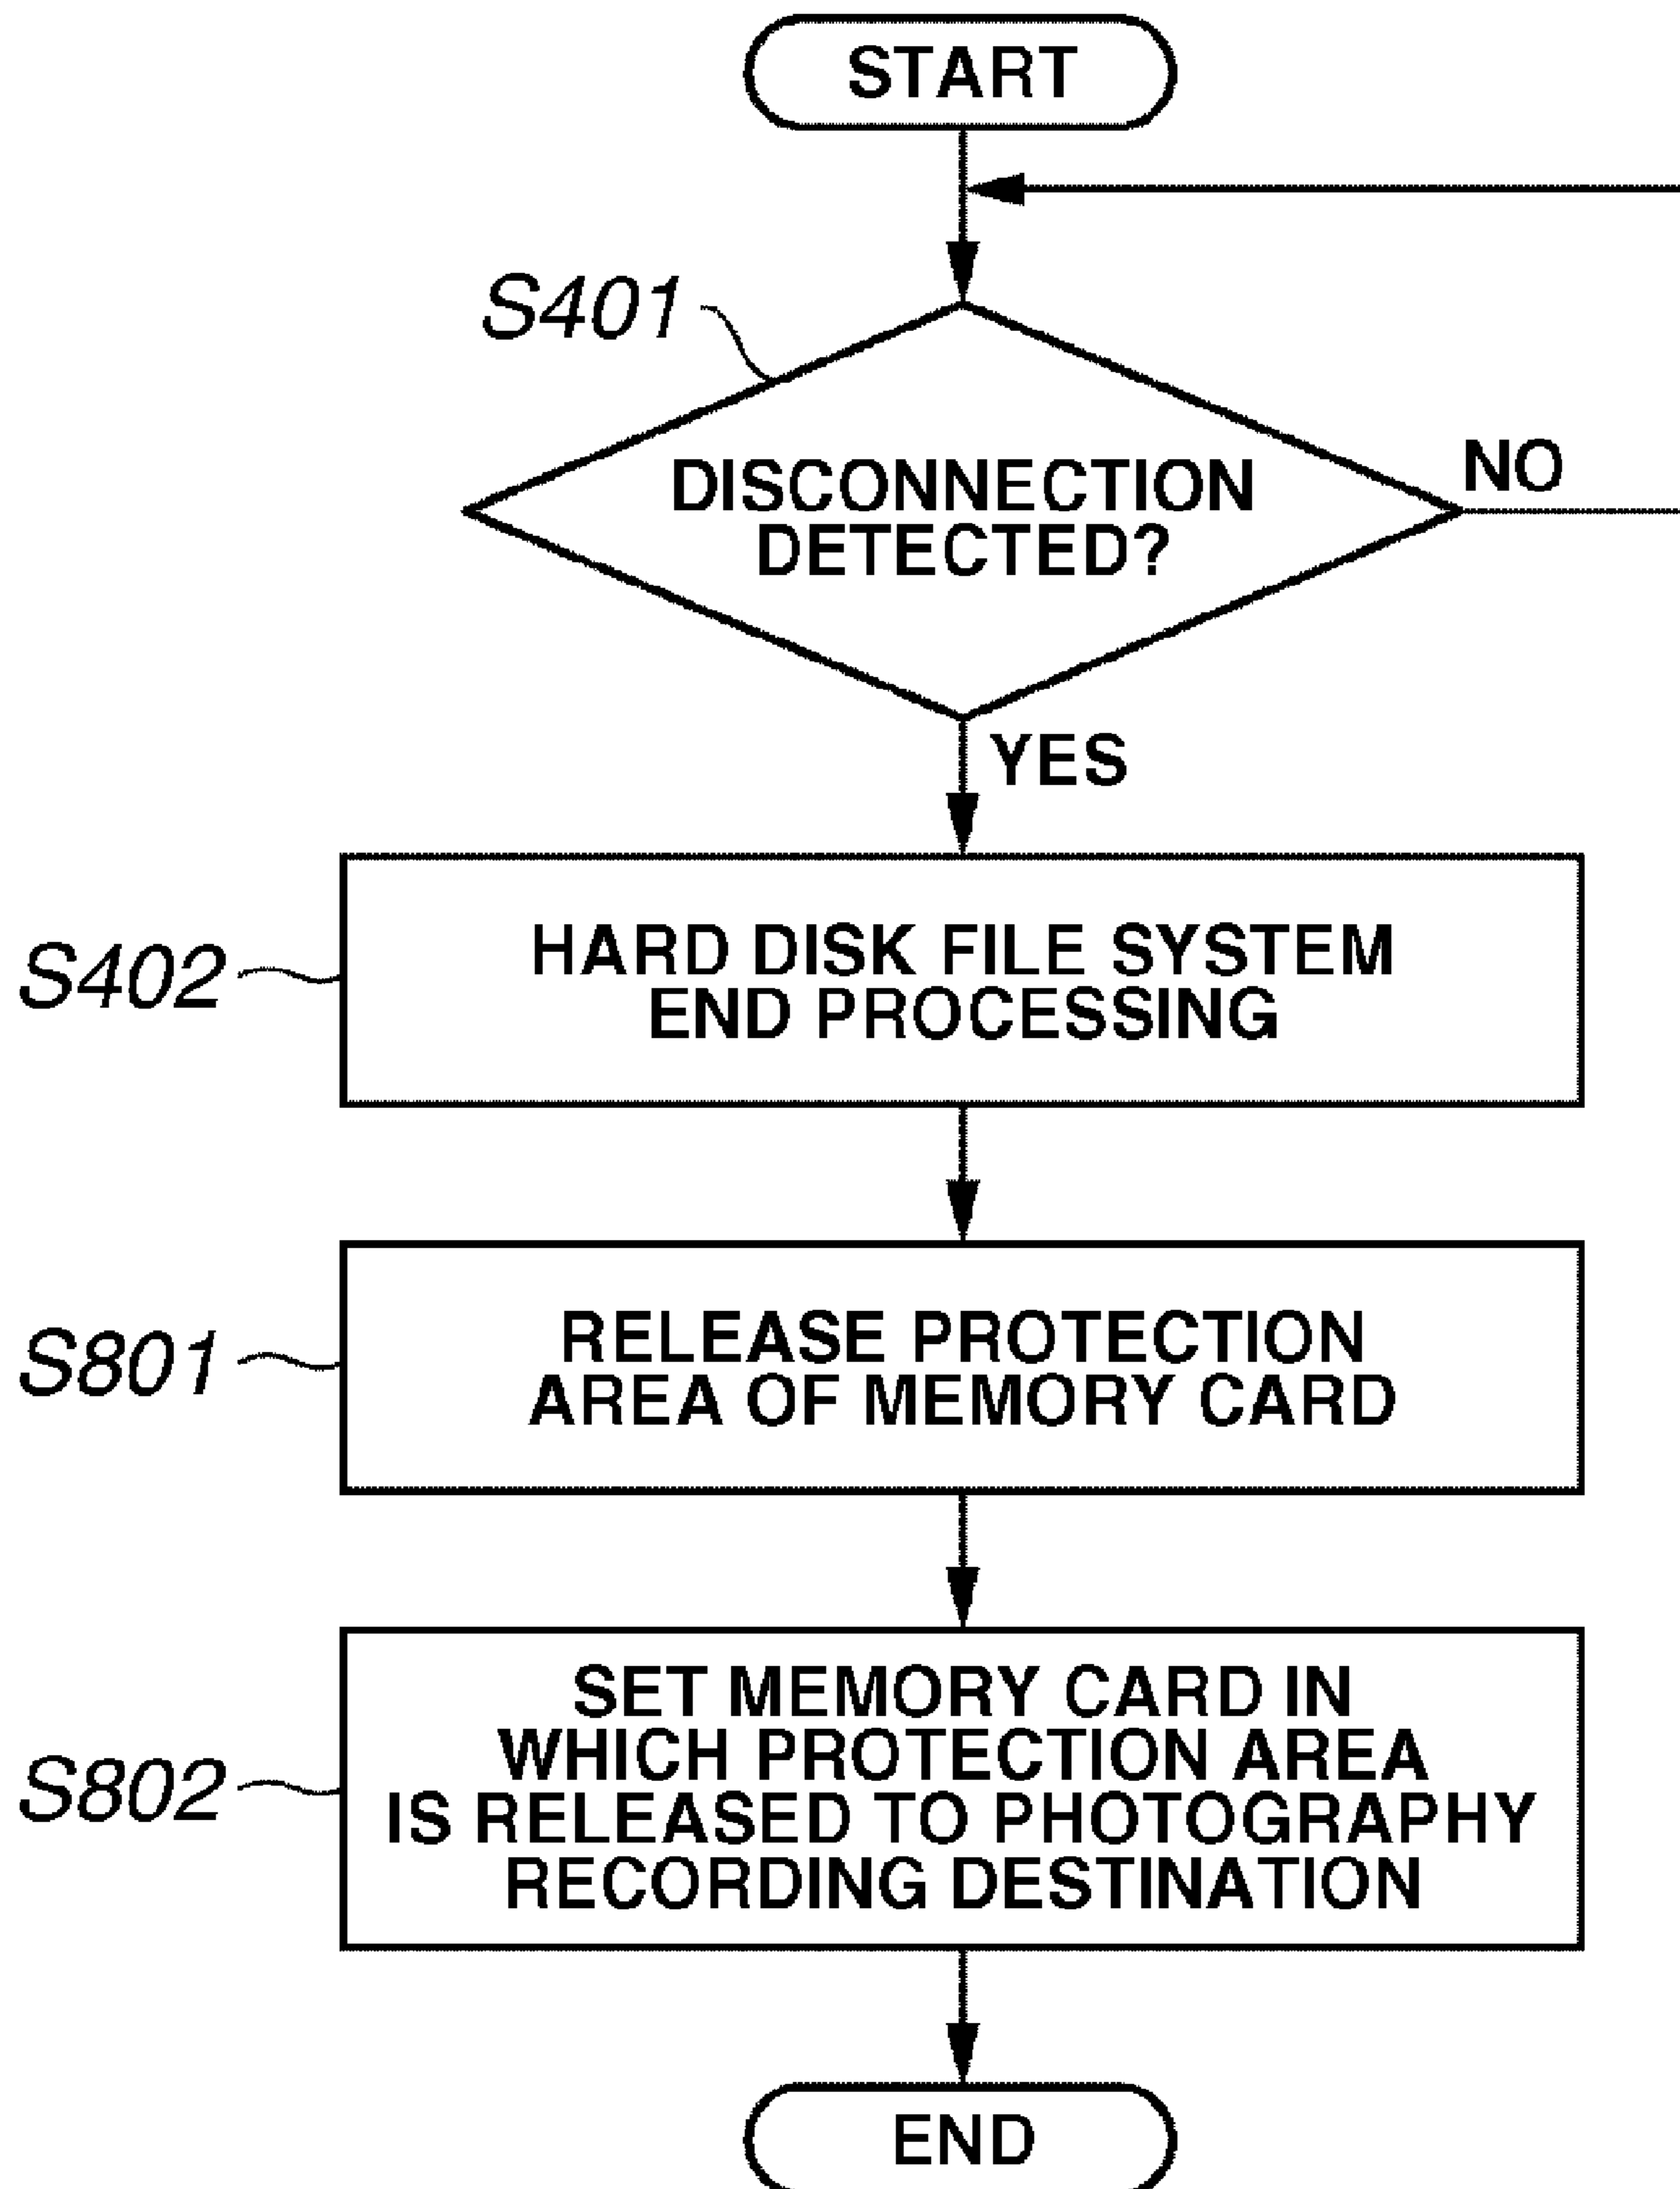 START
S401
DISCONNECTION
DETECTED?
NO
YES
S402
HARD DISK FILE SYSTEM
END PROCESSING
S801
RELEASE PROTECTION
AREA OF MEMORY CARD
S802
SET MEMORY CARD IN
WHICH PROTECTION AREA
IS RELEASED TO PHOTOGRAPHY
RECORDING DESTINATION
END